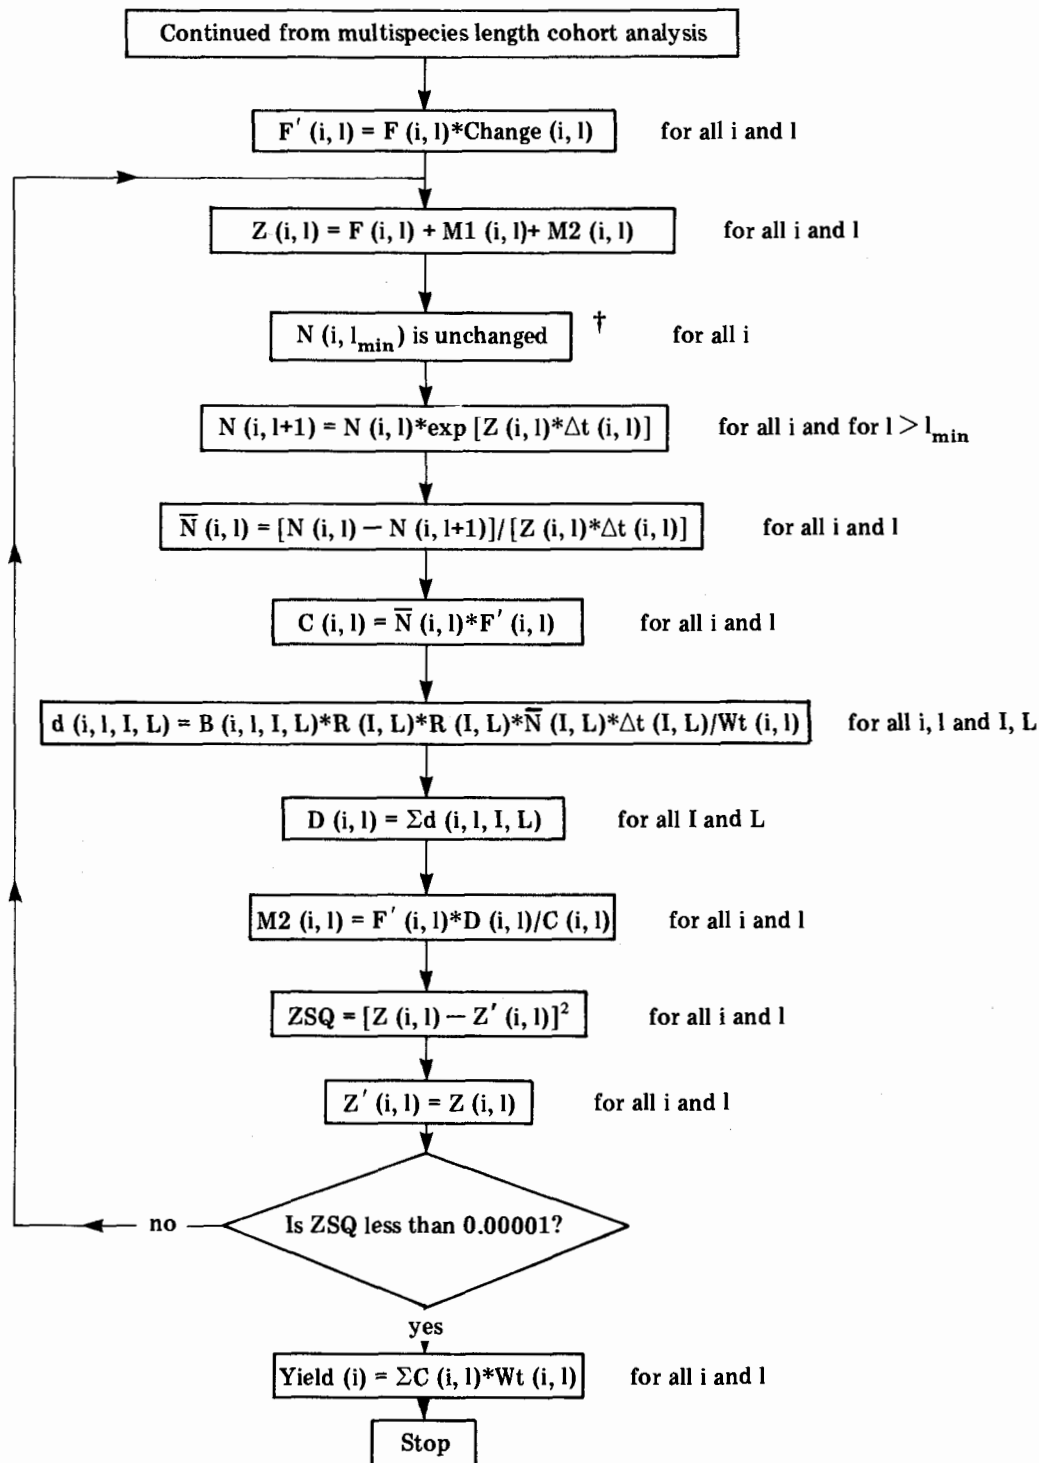 Continued from multispecies length cohort analysis
F′ (i, l) = F (i, l)*Change (i, l) for all i and l
Z (i, l) = F (i, l) + M1 (i, l)+ M2 (i, l) for all i and l
N (i, l_min) is unchanged † for all i
N (i, l+1) = N (i, l)*exp [Z (i, l)*Δt (i, l)] for all i and for l > l_min
N̅ (i, l) = [N (i, l) − N (i, l+1)]/[Z (i, l)*Δt (i, l)] for all i and l
C (i, l) = N̅ (i, l)*F′ (i, l) for all i and l
d (i, l, I, L) = B (i, l, I, L)*R (I, L)*R (I, L)*N̅ (I, L)*Δt (I, L)/Wt (i, l) for all i, l and I, L
D (i, l) = Σd (i, l, I, L) for all I and L
M2 (i, l) = F′ (i, l)*D (i, l)/C (i, l) for all i and l
ZSQ = [Z (i, l) − Z′ (i, l)]² for all i and l
Z′ (i, l) = Z (i, l) for all i and l
no Is ZSQ less than 0.00001?
yes
Yield (i) = ΣC (i, l)*Wt (i, l) for all i and l
Stop